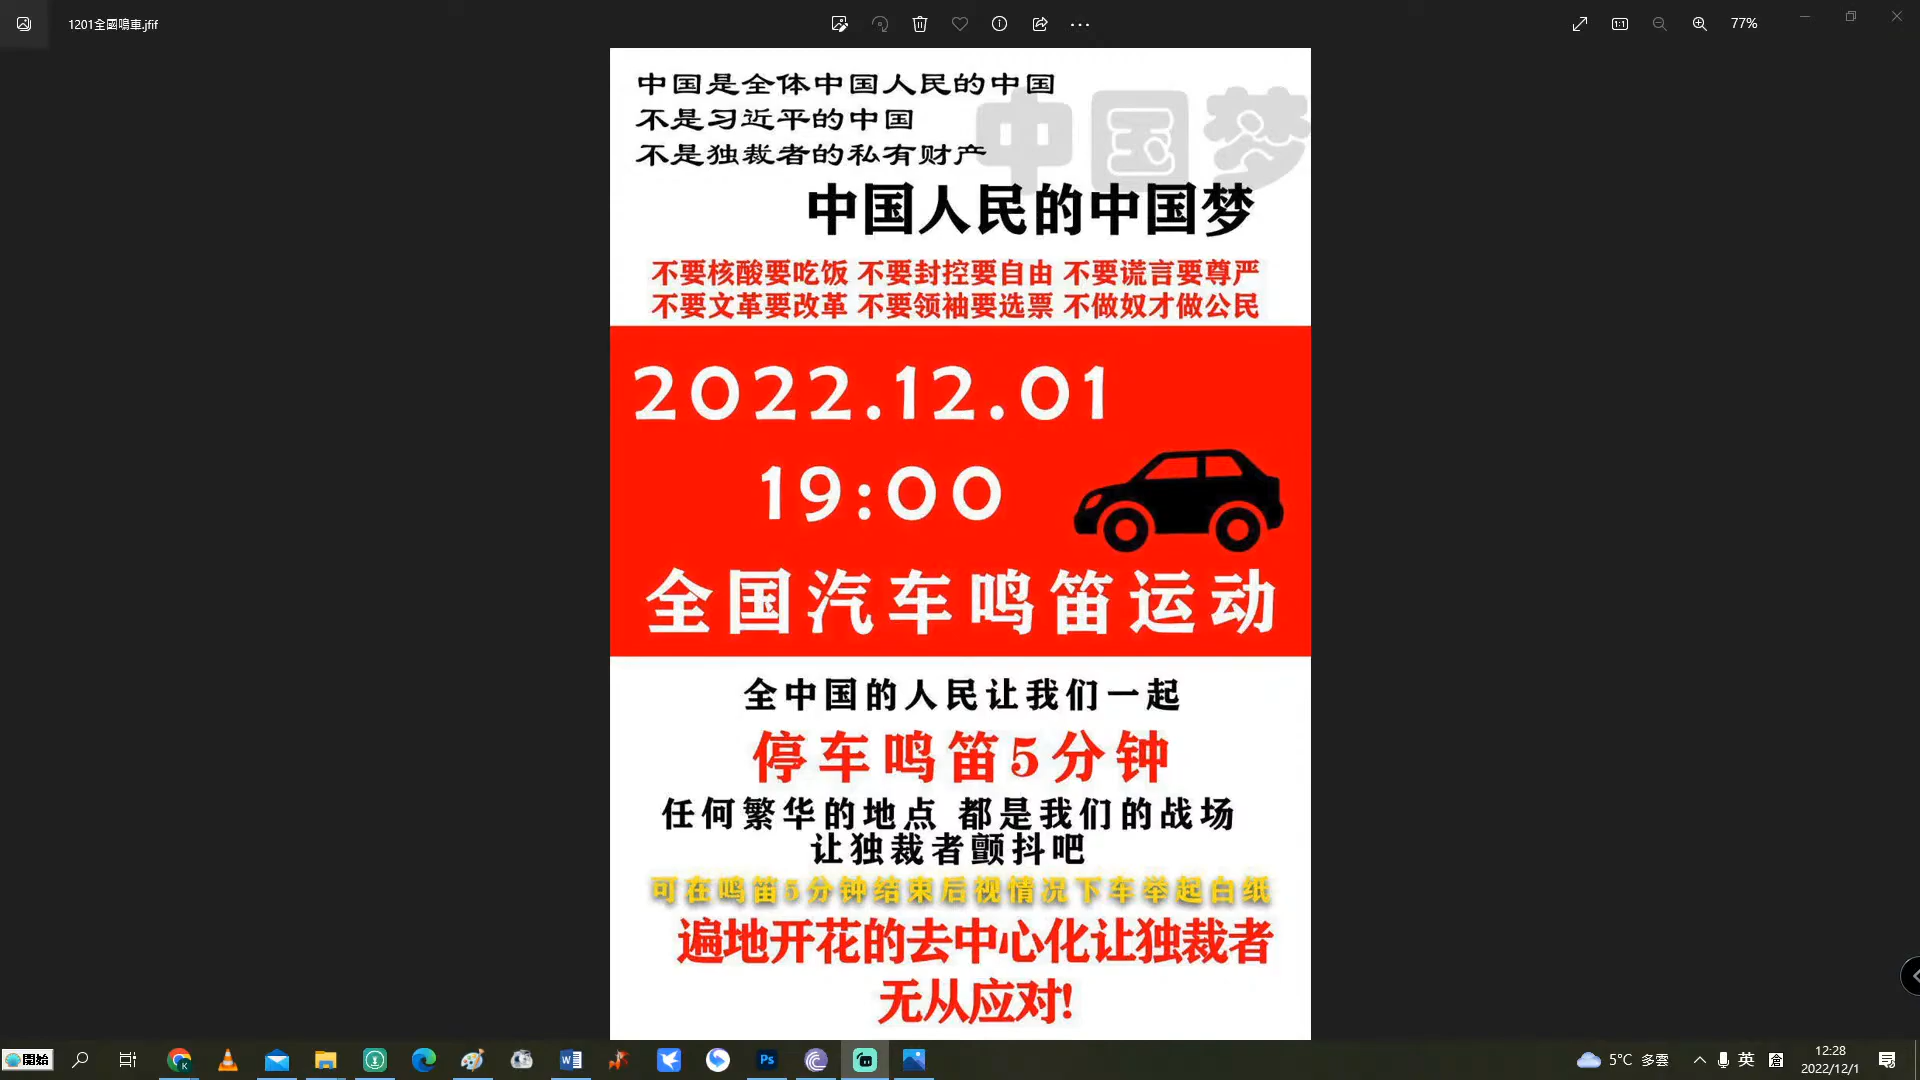 1201全國鳴車.jfif
77%
中国是全体中国人民的中国
不是习近平的中国
不是独裁者的私有财产
中国梦
中国人民的中国梦
不要核酸要吃饭 不要封控要自由 不要谎言要尊严
不要文革要改革 不要领袖要选票 不做奴才做公民
2022.12.01
19:00
全国汽车鸣笛运动
全中国的人民让我们一起
停车鸣笛5分钟
任何繁华的地点 都是我们的战场
让独裁者颤抖吧
可在鸣笛5分钟结束后视情况下车举起白纸
遍地开花的去中心化让独裁者
无从应对!
開始
5°C 多雲
英
12:28
2022/12/1